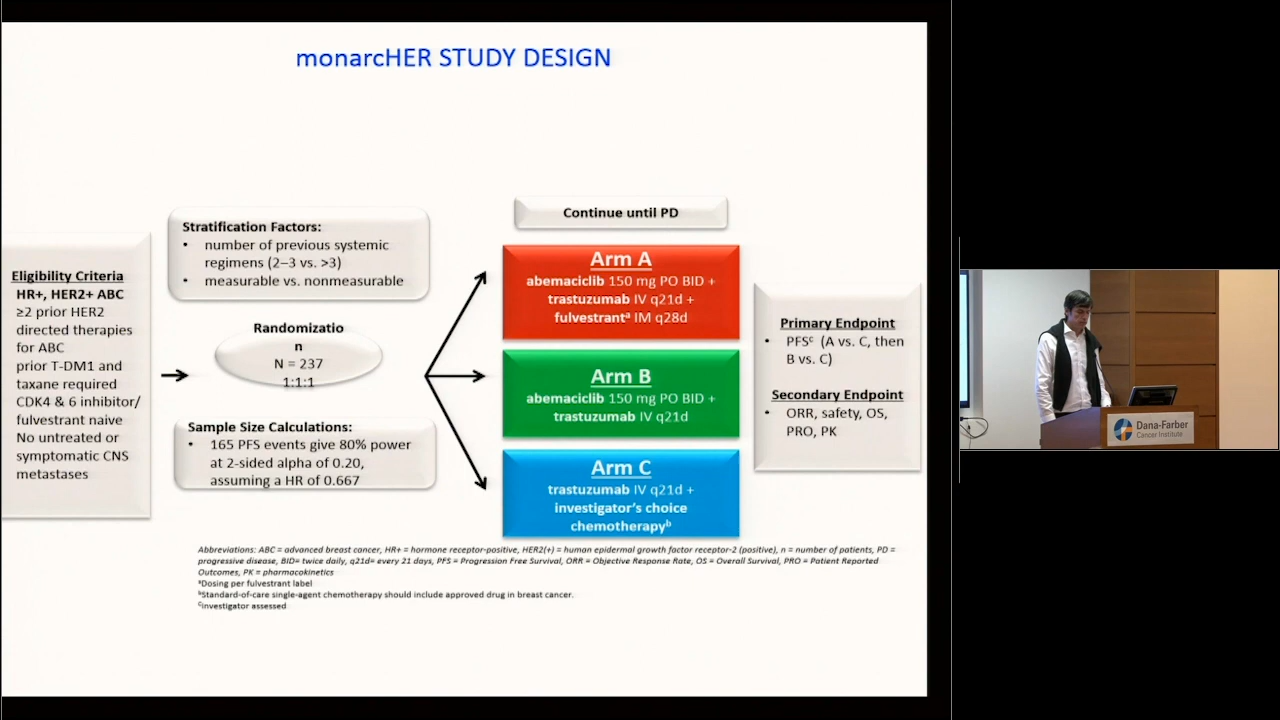 monarcHER STUDY DESIGN
Eligibility Criteria
HR+, HER2+ ABC
≥2 prior HER2
directed therapies
for ABC
prior T-DM1 and
taxane required
CDK4 & 6 inhibitor/
fulvestrant naive
No untreated or
symptomatic CNS
metastases
Stratification Factors:
• number of previous systemic
regimens (2–3 vs. >3)
• measurable vs. nonmeasurable
Randomizatio
n
N = 237
1:1:1
Sample Size Calculations:
• 165 PFS events give 80% power
at 2-sided alpha of 0.20,
assuming a HR of 0.667
Continue until PD
Arm A
abemaciclib 150 mg PO BID +
trastuzumab IV q21d +
fulvestrantᵃ IM q28d
Arm B
abemaciclib 150 mg PO BID +
trastuzumab IV q21d
Arm C
trastuzumab IV q21d +
investigator's choice
chemotherapyᵇ
Primary Endpoint
• PFSᶜ (A vs. C, then
B vs. C)
Secondary Endpoint
• ORR, safety, OS,
PRO, PK
Abbreviations: ABC = advanced breast cancer, HR+ = hormone receptor-positive, HER2(+) = human epidermal growth factor receptor-2 (positive), n = number of patients, PD =
progressive disease, BID= twice daily, q21d= every 21 days, PFS = Progression Free Survival, ORR = Objective Response Rate, OS = Overall Survival, PRO = Patient Reported
Outcomes, PK = pharmacokinetics
ᵃDosing per fulvestrant label
ᵇStandard-of-care single-agent chemotherapy should include approved drug in breast cancer.
ᶜinvestigator assessed
Dana-Farber
Cancer Institute